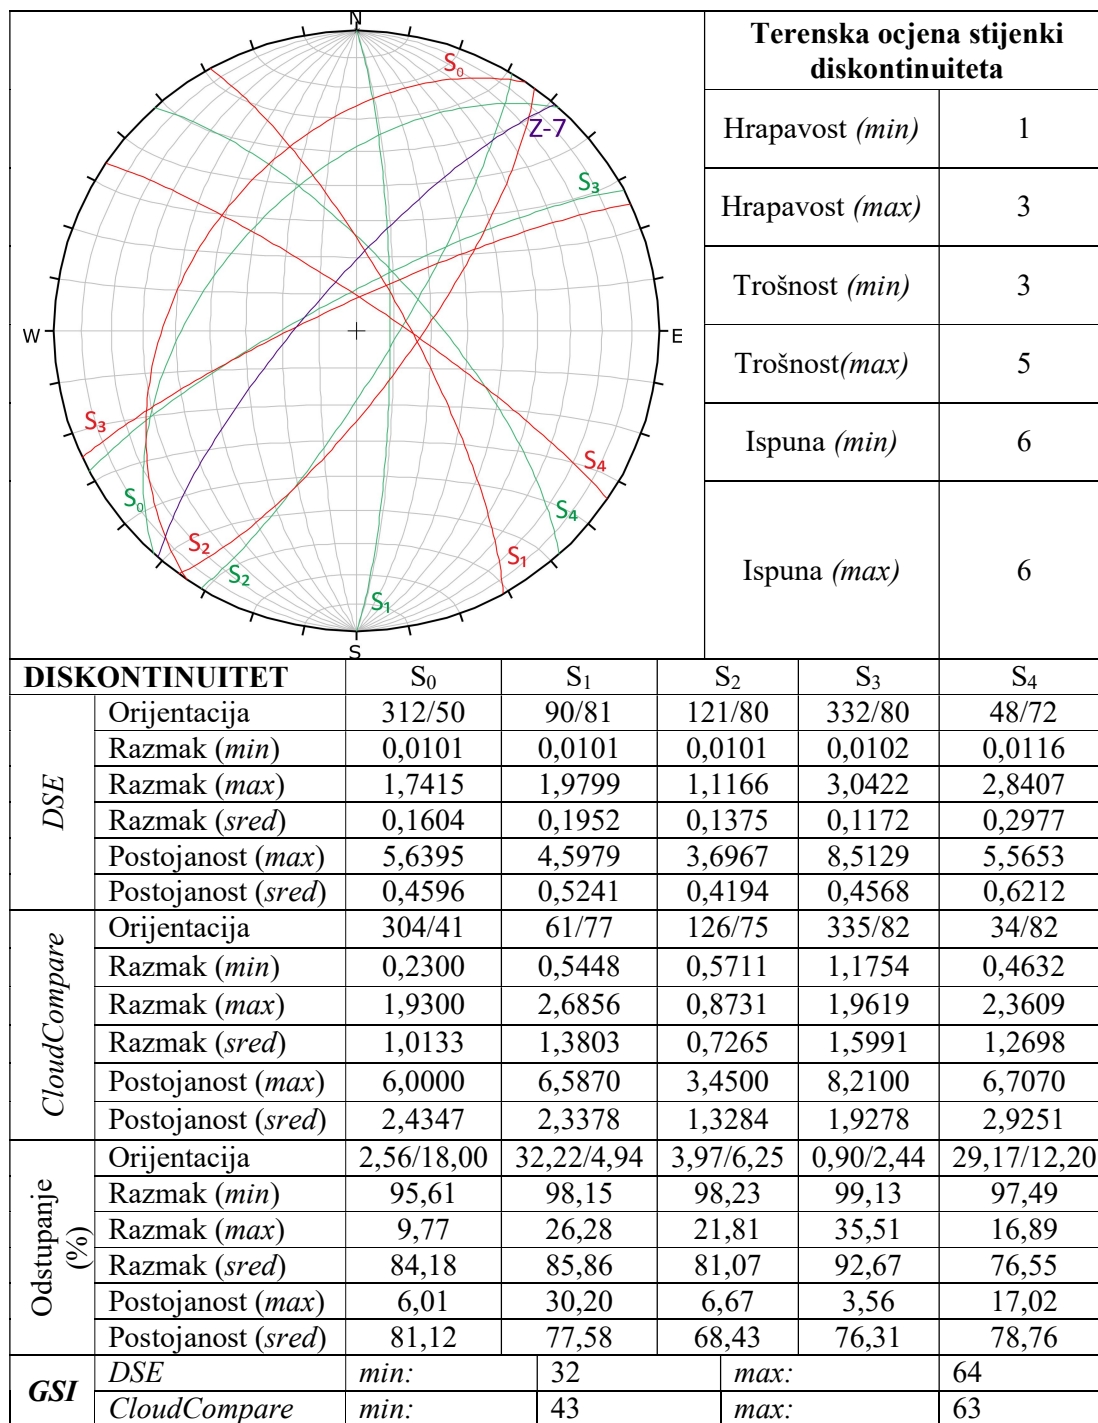 N
S₀
Z-7
S₃
W
E
S₃
S₄
S₀
S₄
S₂
S₁
S₂
S₁
S
Terenska ocjena stijenki
diskontinuiteta
Hrapavost (min) 1
Hrapavost (max) 3
Trošnost (min) 3
Trošnost(max) 5
Ispuna (min) 6
Ispuna (max) 6
DISKONTINUITET S₀ S₁ S₂ S₃ S₄
DSE
Orijentacija 312/50 90/81 121/80 332/80 48/72
Razmak (min) 0,0101 0,0101 0,0101 0,0102 0,0116
Razmak (max) 1,7415 1,9799 1,1166 3,0422 2,8407
Razmak (sred) 0,1604 0,1952 0,1375 0,1172 0,2977
Postojanost (max) 5,6395 4,5979 3,6967 8,5129 5,5653
Postojanost (sred) 0,4596 0,5241 0,4194 0,4568 0,6212
CloudCompare
Orijentacija 304/41 61/77 126/75 335/82 34/82
Razmak (min) 0,2300 0,5448 0,5711 1,1754 0,4632
Razmak (max) 1,9300 2,6856 0,8731 1,9619 2,3609
Razmak (sred) 1,0133 1,3803 0,7265 1,5991 1,2698
Postojanost (max) 6,0000 6,5870 3,4500 8,2100 6,7070
Postojanost (sred) 2,4347 2,3378 1,3284 1,9278 2,9251
Odstupanje
(%)
Orijentacija 2,56/18,00 32,22/4,94 3,97/6,25 0,90/2,44 29,17/12,20
Razmak (min) 95,61 98,15 98,23 99,13 97,49
Razmak (max) 9,77 26,28 21,81 35,51 16,89
Razmak (sred) 84,18 85,86 81,07 92,67 76,55
Postojanost (max) 6,01 30,20 6,67 3,56 17,02
Postojanost (sred) 81,12 77,58 68,43 76,31 78,76
GSI
DSE min: 32 max: 64
CloudCompare min: 43 max: 63